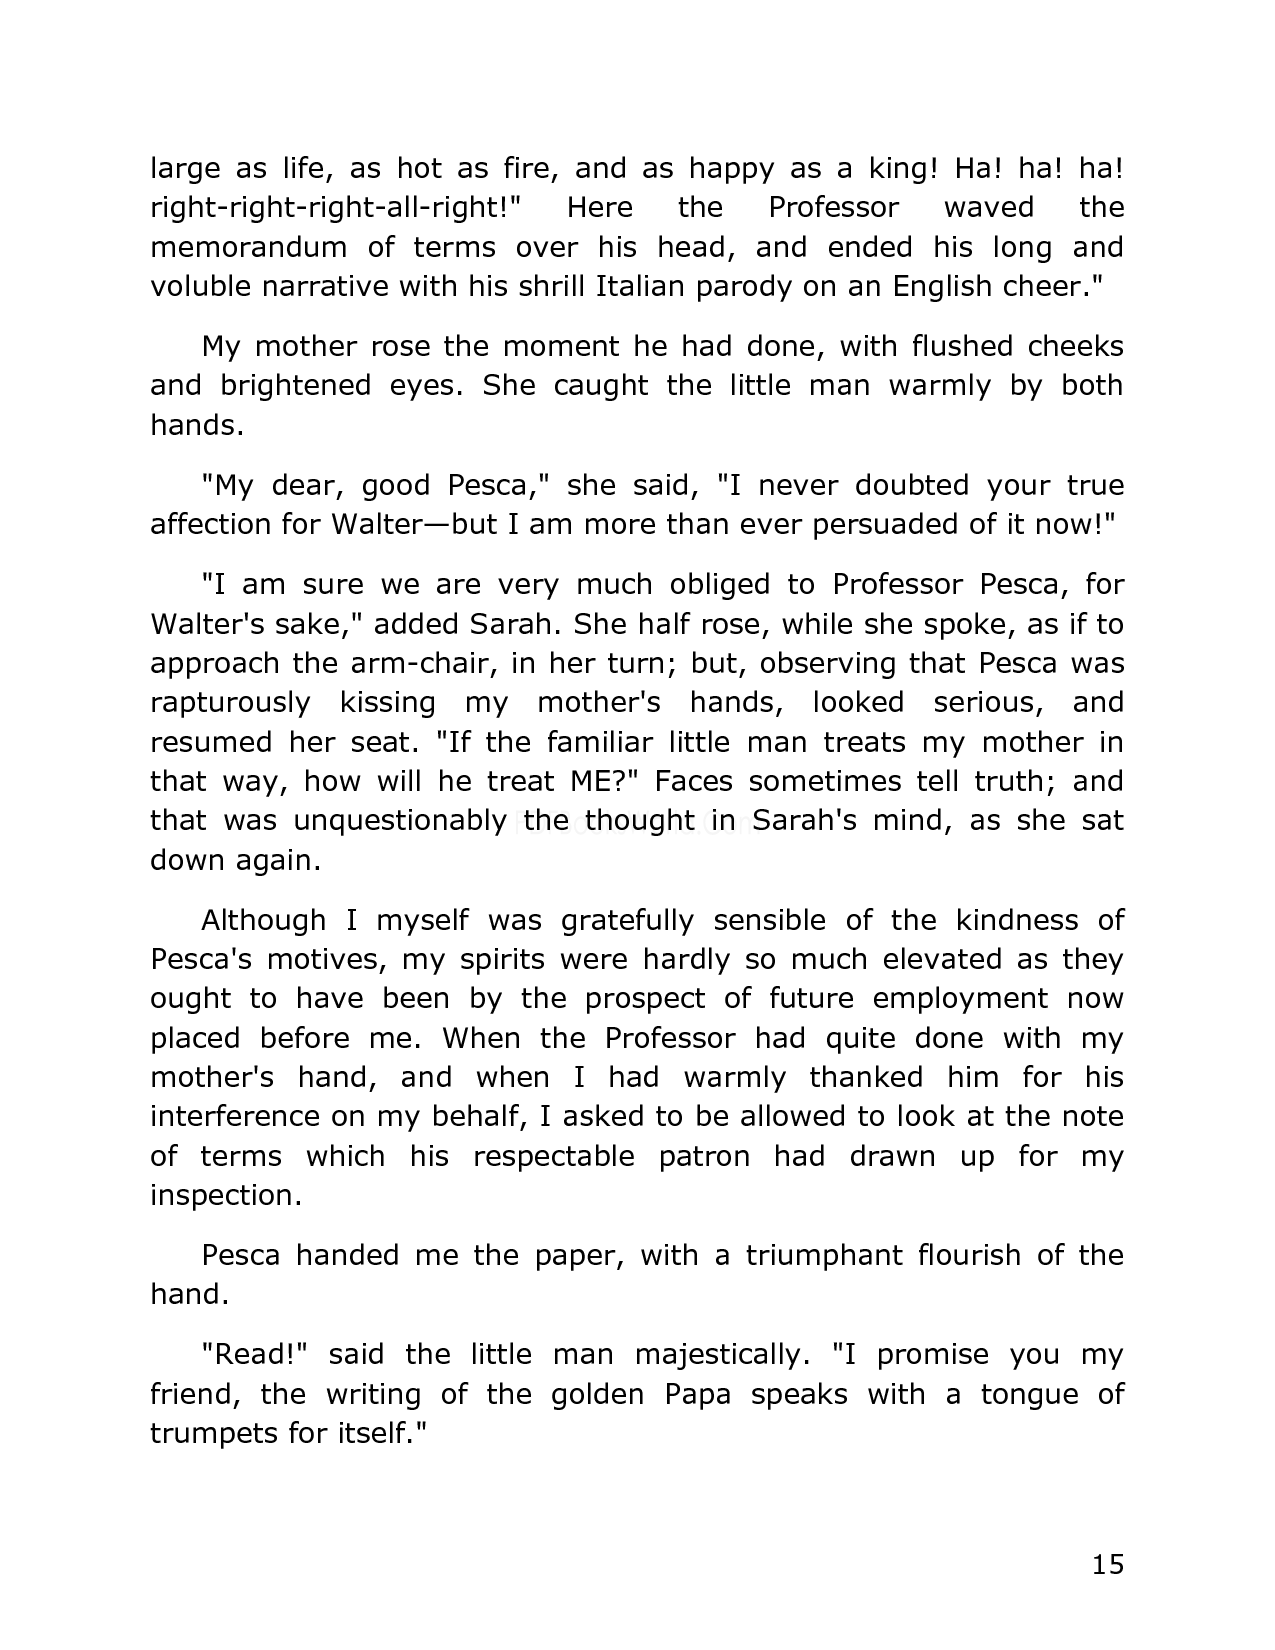 large as life, as hot as fire, and as happy as a king! Ha! ha! ha!
right-right-right-all-right!" Here the Professor waved the
memorandum of terms over his head, and ended his long and
voluble narrative with his shrill Italian parody on an English cheer."
My mother rose the moment he had done, with flushed cheeks
and brightened eyes. She caught the little man warmly by both
hands.
"My dear, good Pesca," she said, "I never doubted your true
affection for Walter—but I am more than ever persuaded of it now!"
"I am sure we are very much obliged to Professor Pesca, for
Walter's sake," added Sarah. She half rose, while she spoke, as if to
approach the arm-chair, in her turn; but, observing that Pesca was
rapturously kissing my mother's hands, looked serious, and
resumed her seat. "If the familiar little man treats my mother in
that way, how will he treat ME?" Faces sometimes tell truth; and
that was unquestionably the thought in Sarah's mind, as she sat
down again.
Although I myself was gratefully sensible of the kindness of
Pesca's motives, my spirits were hardly so much elevated as they
ought to have been by the prospect of future employment now
placed before me. When the Professor had quite done with my
mother's hand, and when I had warmly thanked him for his
interference on my behalf, I asked to be allowed to look at the note
of terms which his respectable patron had drawn up for my
inspection.
Pesca handed me the paper, with a triumphant flourish of the
hand.
"Read!" said the little man majestically. "I promise you my
friend, the writing of the golden Papa speaks with a tongue of
trumpets for itself."
15